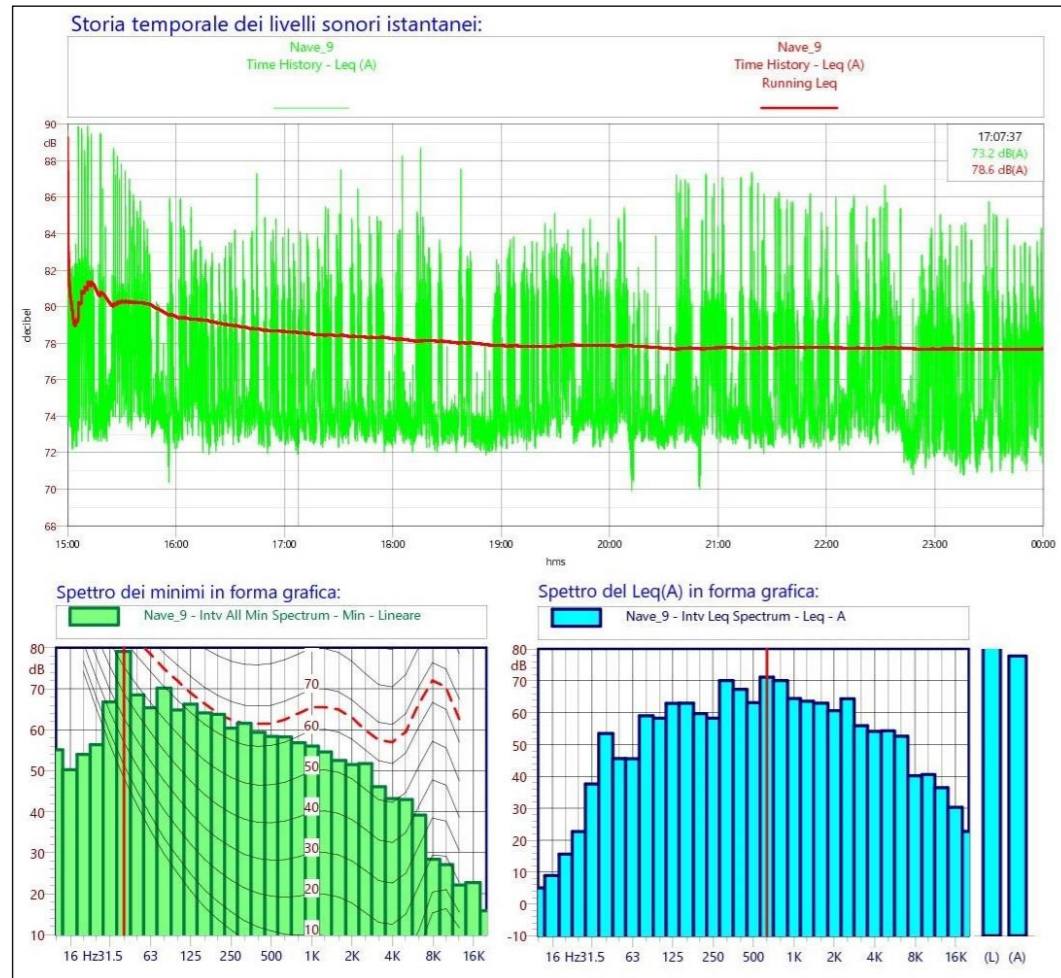 Storia temporale dei livelli sonori istantanei:
Nave_9
Time History - Leq (A)
Nave_9
Time History - Leq (A)
Running Leq
90
dB
88
86
84
82
80
78
76
74
72
70
68
decibel
17:07:37
73.2 dB(A)
78.6 dB(A)
15:00 16:00 17:00 18:00 19:00 20:00 21:00 22:00 23:00 00:00
hms
Spettro dei minimi in forma grafica:
Nave_9 - Intv All Min Spectrum - Min - Lineare
80
dB
70
60
50
40
30
20
10
70
60
50
40
30
20
10
16 Hz31.5 63 125 250 500 1K 2K 4K 8K 16K
Spettro del Leq(A) in forma grafica:
Nave_9 - Intv Leq Spectrum - Leq - A
80
dB
70
60
50
40
30
20
10
0
-10
16 Hz31.5 63 125 250 500 1K 2K 4K 8K 16K (L) (A)